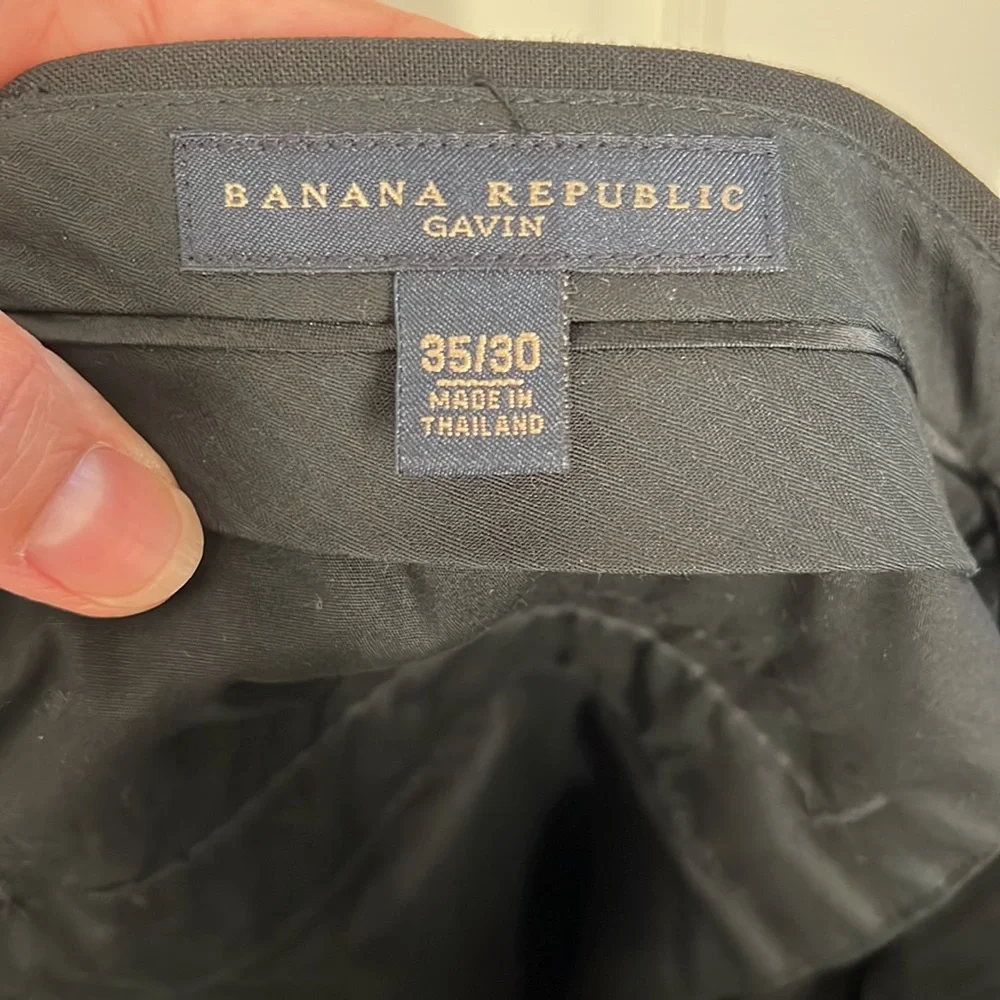 BANANA REPUBLIC
GAVIN
35/30
MADE IN
THAILAND